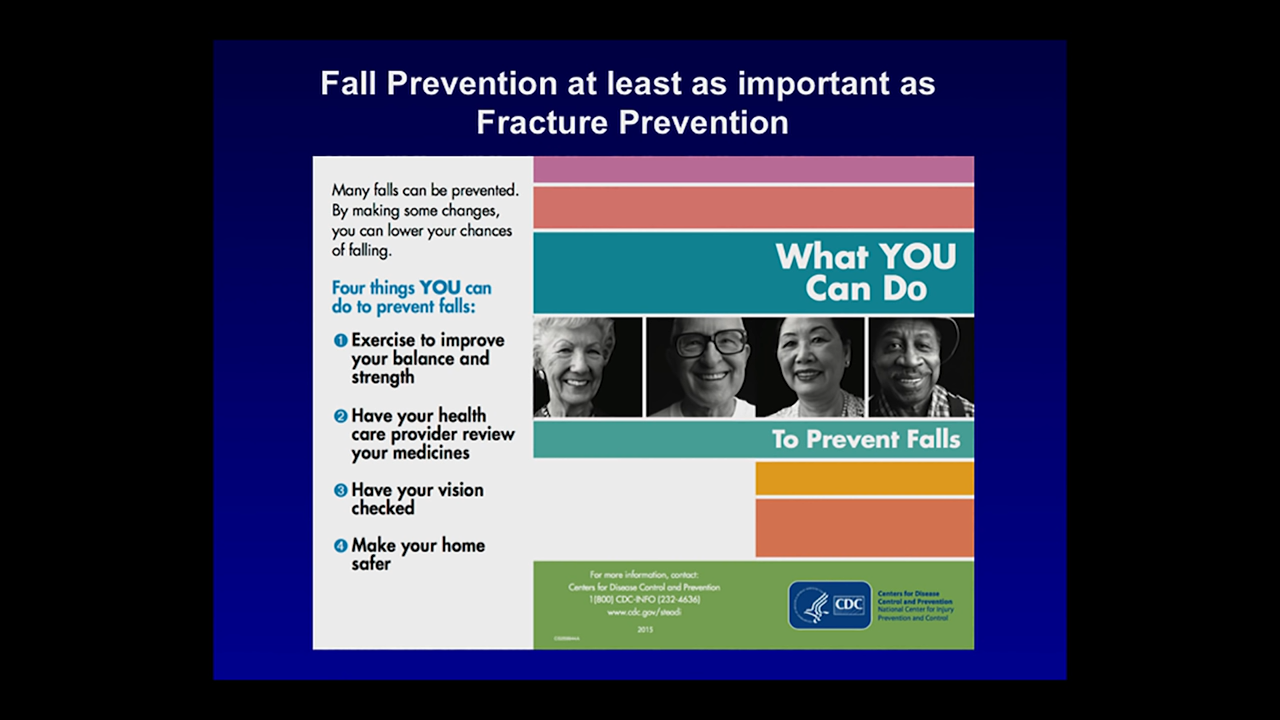 Fall Prevention at least as important as
Fracture Prevention
Many falls can be prevented.
By making some changes,
you can lower your chances
of falling.
Four things YOU can
do to prevent falls:
1 Exercise to improve
your balance and
strength
2 Have your health
care provider review
your medicines
3 Have your vision
checked
4 Make your home
safer
What YOU
Can Do
To Prevent Falls
For more information, contact:
Centers for Disease Control and Prevention
1(800) CDC-INFO (232-4636)
www.cdc.gov/steadi
2015
CDC
Centers for Disease
Control and Prevention
National Center for Injury
Prevention and Control